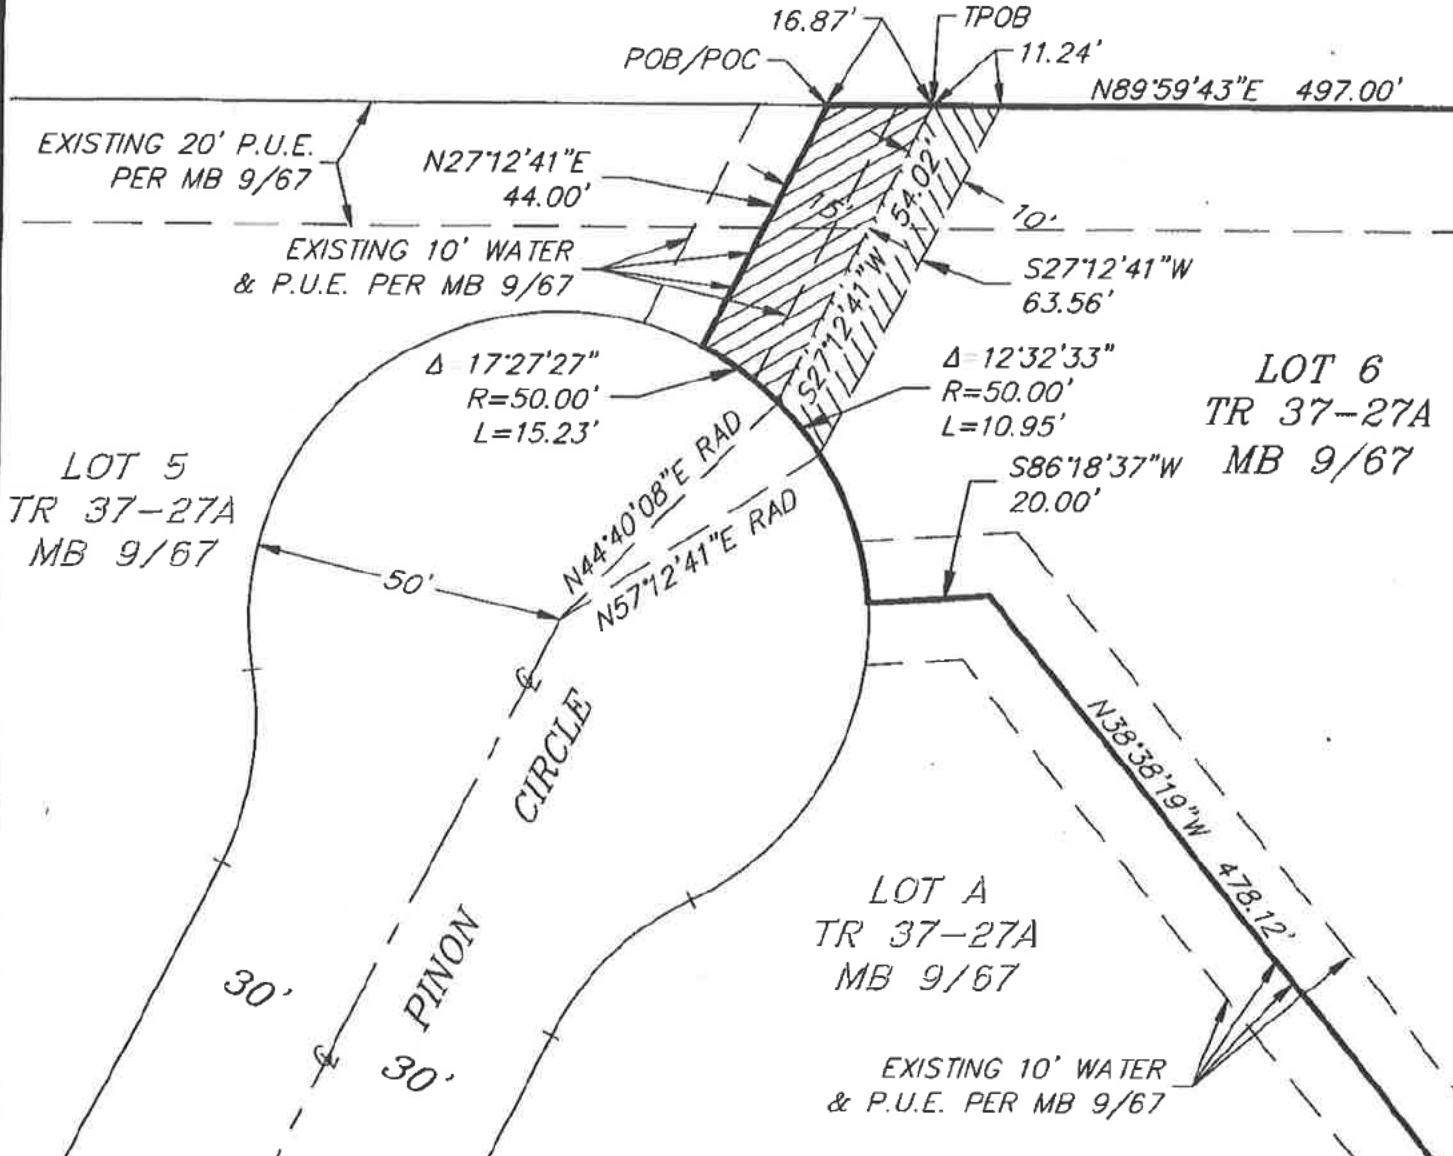 16.87'
TPOB
POB/POC
11.24'
N89°59'43"E 497.00'
EXISTING 20' P.U.E.
PER MB 9/67
N27°12'41"E
44.00'
15'
S27°12'41"W 54.02'
10'
EXISTING 10' WATER
& P.U.E. PER MB 9/67
S27°12'41"W
63.56'
Δ=17°27'27"
R=50.00'
L=15.23'
Δ=12°32'33"
R=50.00'
L=10.95'
LOT 6
TR 37-27A
MB 9/67
LOT 5
TR 37-27A
MB 9/67
S86°18'37"W
20.00'
N44°40'08"E RAD
N57°12'41"E RAD
50'
℄
PINON CIRCLE
N38°38'19"W 478.12'
LOT A
TR 37-27A
MB 9/67
30'
℄
30'
EXISTING 10' WATER
& P.U.E. PER MB 9/67